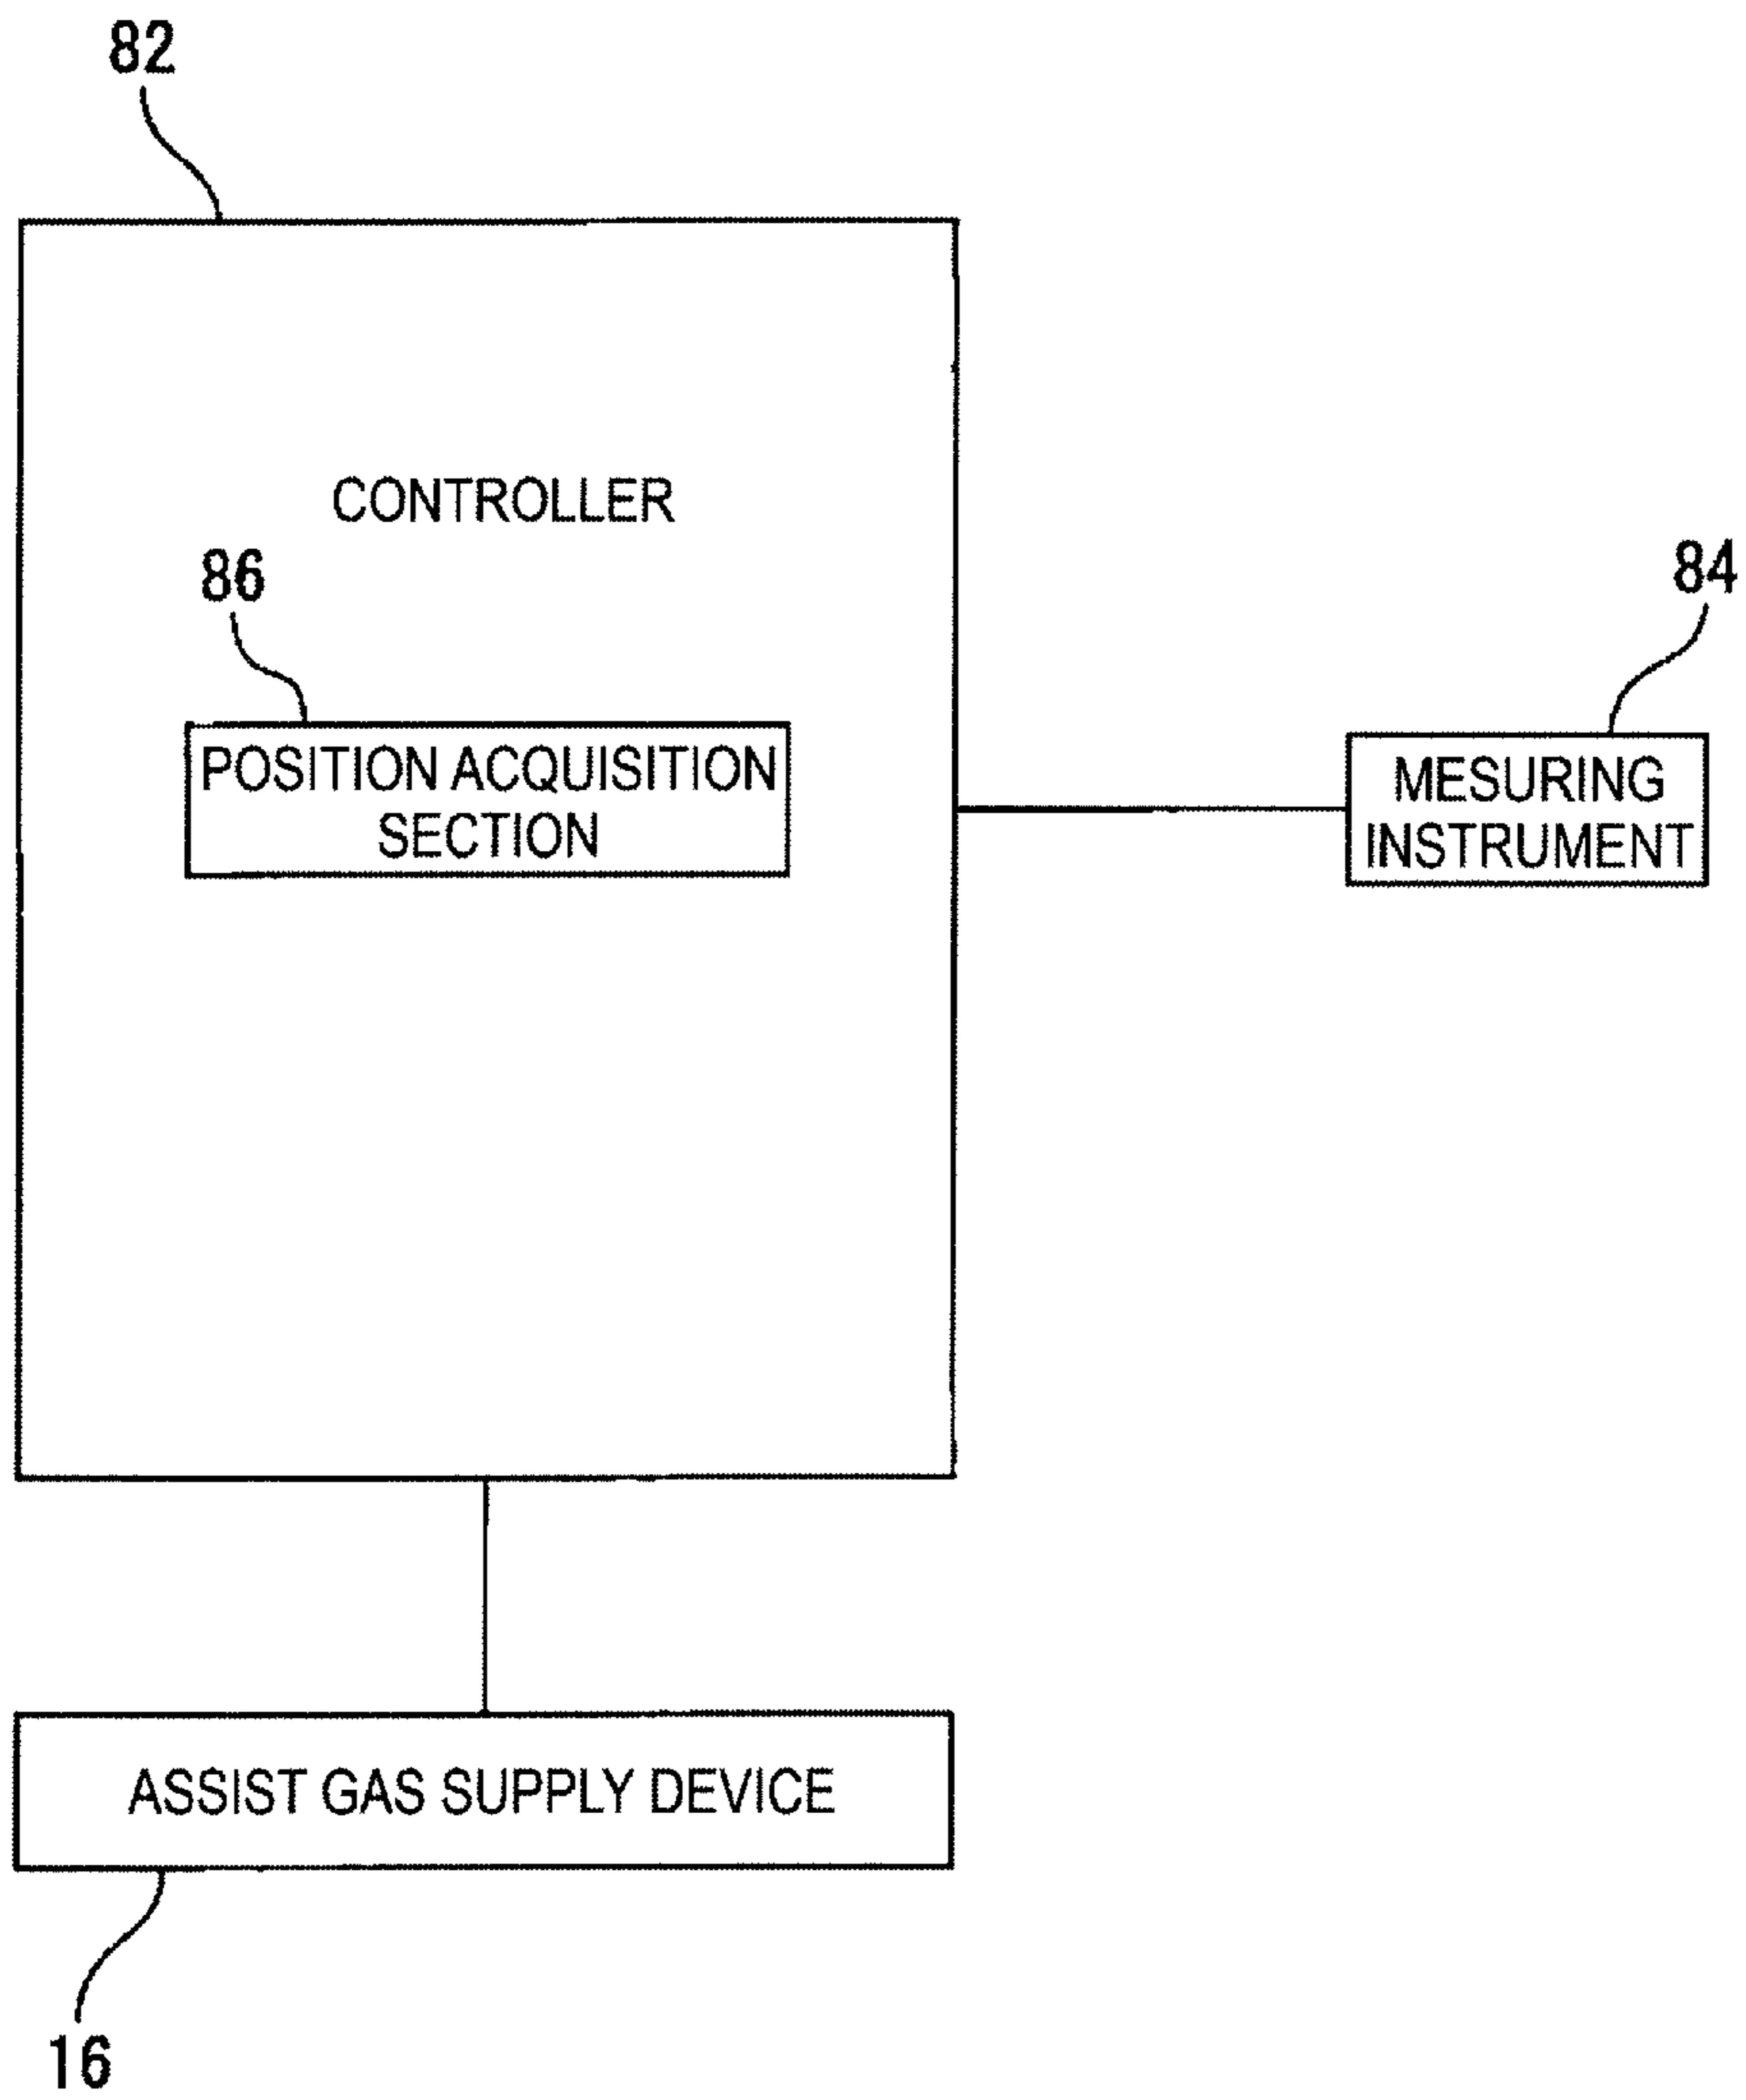 82
CONTROLLER
86
84
POSITION ACQUISITION
SECTION
MESURING
INSTRUMENT
ASSIST GAS SUPPLY DEVICE
16